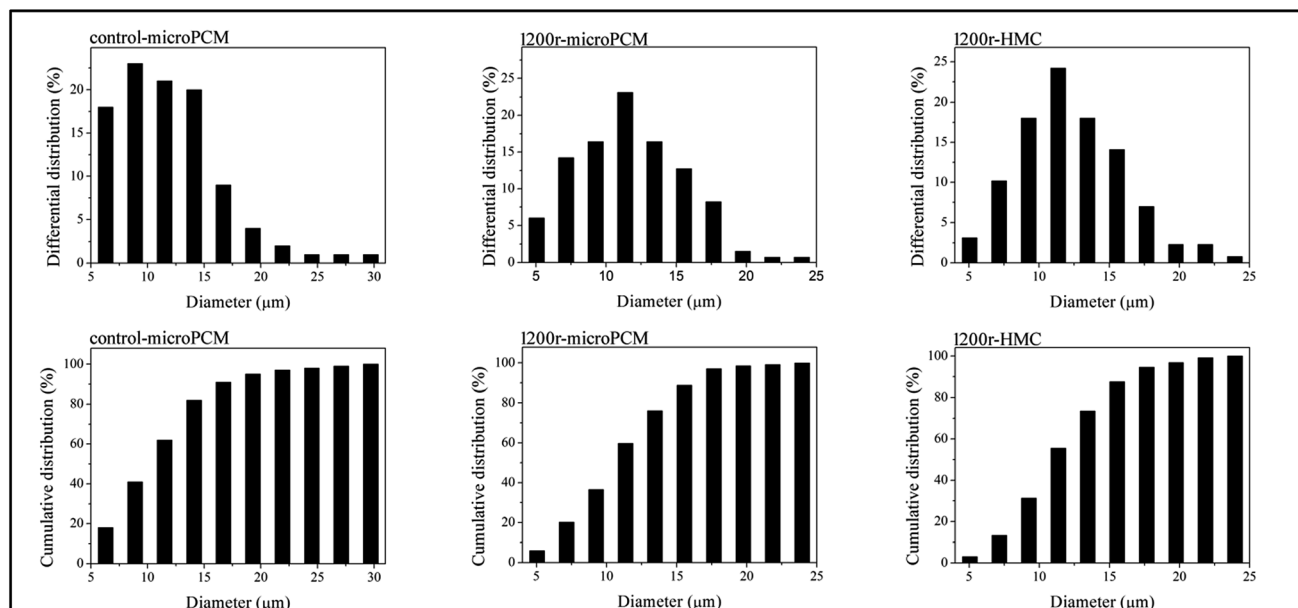 control-microPCM
Differential distribution (%)
20
15
10
5
0
5 10 15 20 25 30
Diameter (μm)
l200r-microPCM
Differential distribution (%)
25
20
15
10
5
0
5 10 15 20 25
Diameter (μm)
l200r-HMC
Differential distribution (%)
25
20
15
10
5
0
5 10 15 20 25
Diameter (μm)
control-microPCM
Cumulative distribution (%)
100
80
60
40
20
0
5 10 15 20 25 30
Diameter (μm)
l200r-microPCM
Cumulative distribution (%)
100
80
60
40
20
0
5 10 15 20 25
Diameter (μm)
l200r-HMC
Cumulative distribution (%)
100
80
60
40
20
0
5 10 15 20 25
Diameter (μm)